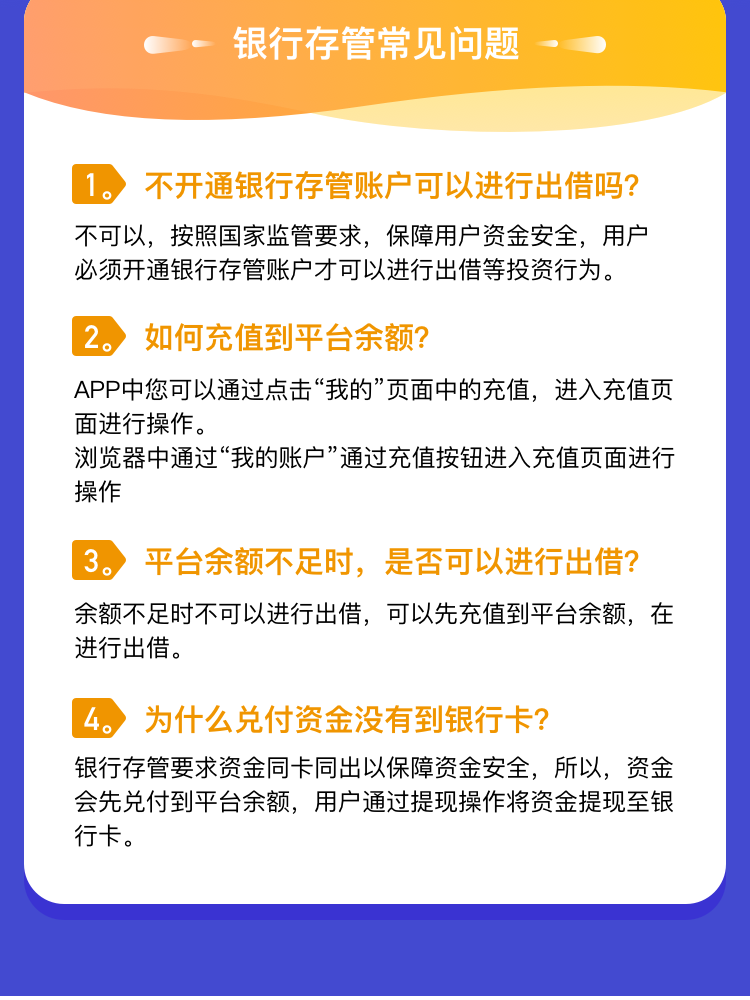 银行存管常见问题
1。不开通银行存管账户可以进行出借吗?
不可以，按照国家监管要求，保障用户资金安全，用户
必须开通银行存管账户才可以进行出借等投资行为。
2。如何充值到平台余额?
APP中您可以通过点击“我的”页面中的充值，进入充值页
面进行操作。
浏览器中通过“我的账户”通过充值按钮进入充值页面进行
操作
3。平台余额不足时，是否可以进行出借?
余额不足时不可以进行出借，可以先充值到平台余额，在
进行出借。
4。为什么兑付资金没有到银行卡?
银行存管要求资金同卡同出以保障资金安全，所以，资金
会先兑付到平台余额，用户通过提现操作将资金提现至银
行卡。